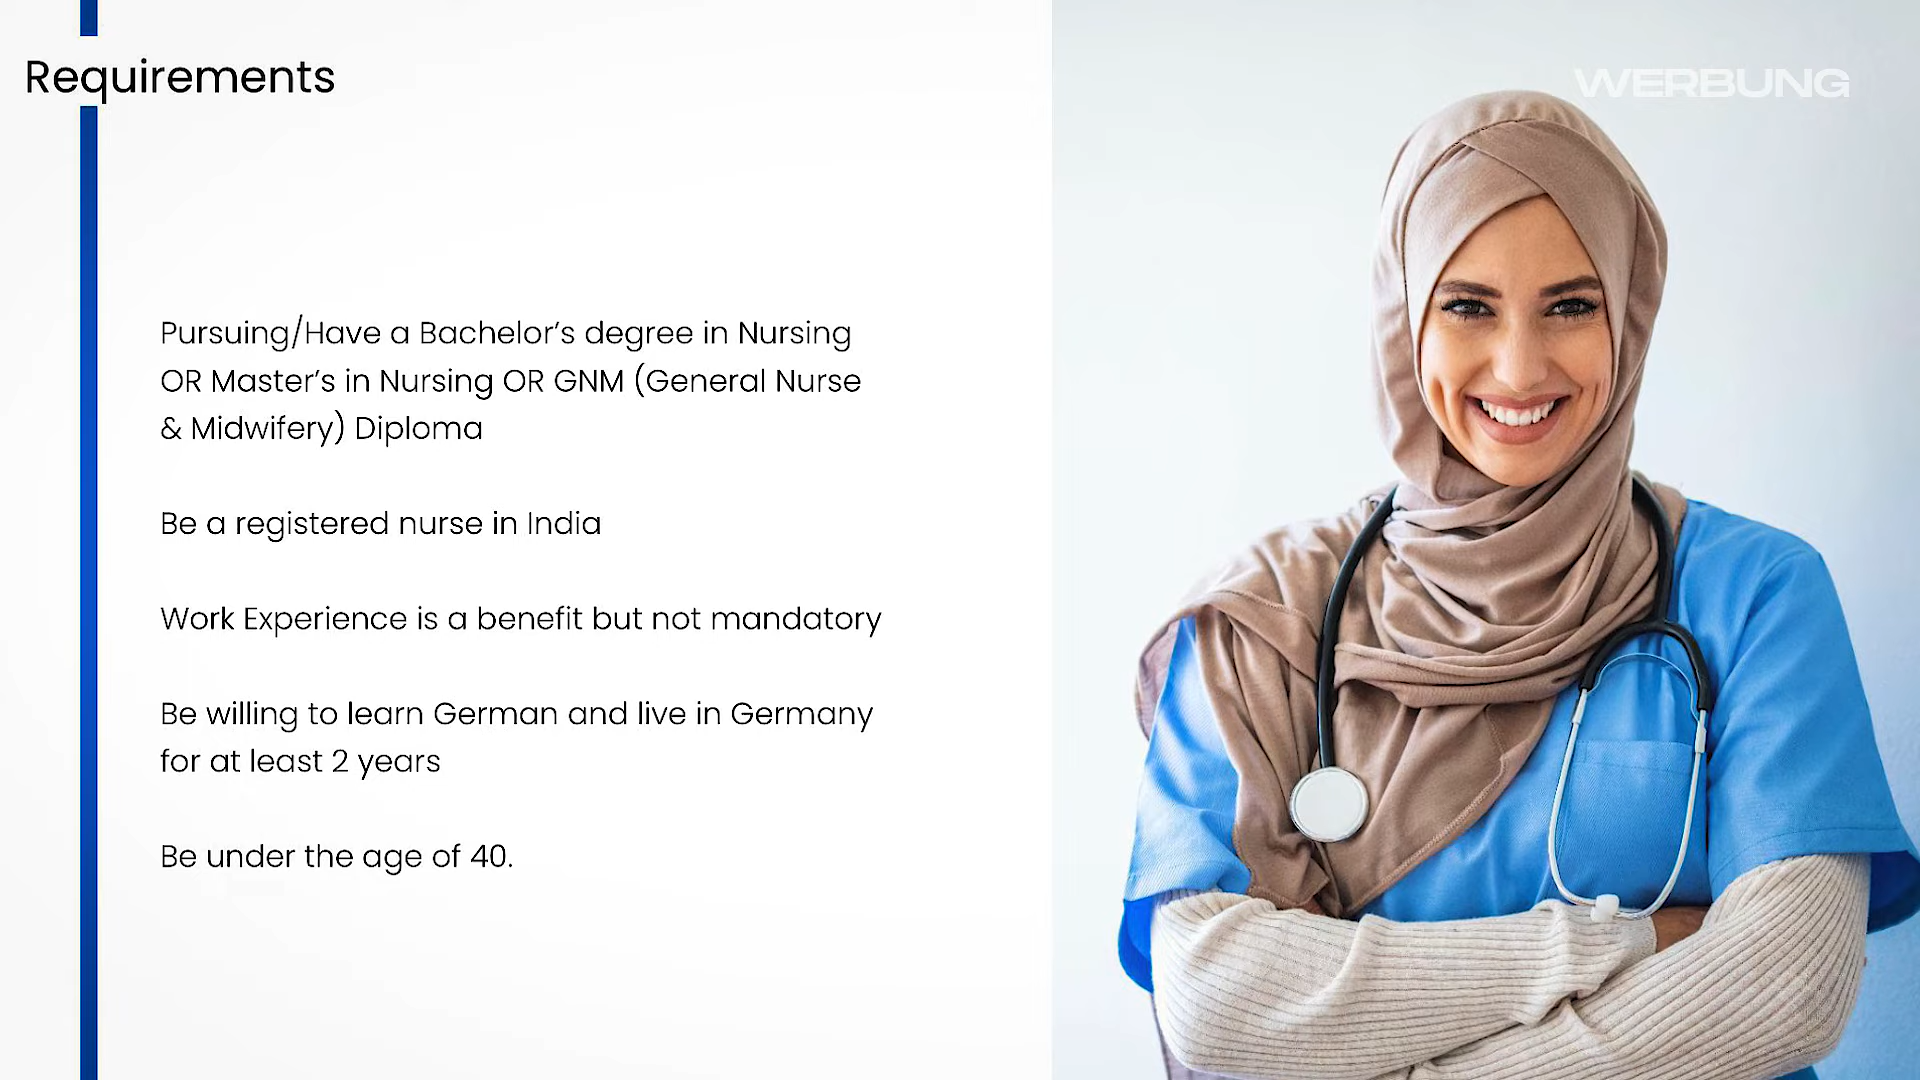 Requirements
WERBUNG
Pursuing/Have a Bachelor's degree in Nursing
OR Master's in Nursing OR GNM (General Nurse
& Midwifery) Diploma
Be a registered nurse in India
Work Experience is a benefit but not mandatory
Be willing to learn German and live in Germany
for at least 2 years
Be under the age of 40.